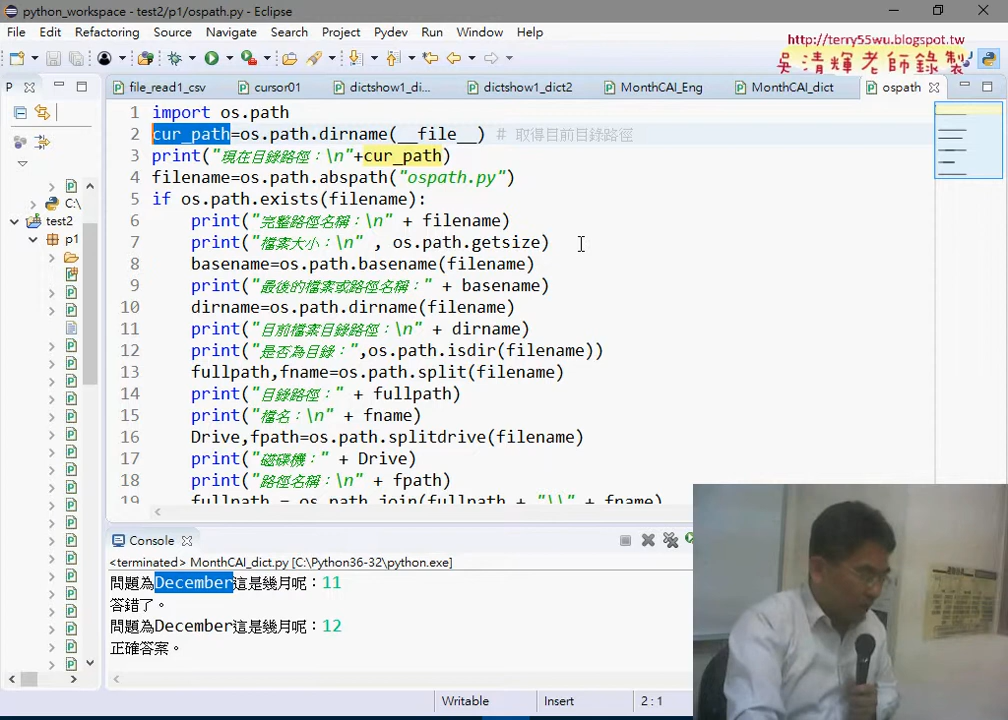 python_workspace - test2/p1/ospath.py - Eclipse
File Edit Refactoring Source Navigate Search Project Pydev Run Window Help
http://terry55wu.blogspot.tw
吳清輝老師錄製
P file_read1_csv cursor01 dictshow1_di... dictshow1_dict2 MonthCAI_Eng MonthCAI_dict ospath
1 import os.path
2 cur_path=os.path.dirname(__file__) # 取得目前目錄路徑
3 print("現在目錄路徑：\n"+cur_path)
4 filename=os.path.abspath("ospath.py")
5 if os.path.exists(filename):
6 print("完整路徑名稱：\n" + filename)
7 print("檔案大小：\n" , os.path.getsize)
8 basename=os.path.basename(filename)
9 print("最後的檔案或路徑名稱：" + basename)
10 dirname=os.path.dirname(filename)
11 print("目前檔案目錄路徑：\n" + dirname)
12 print("是否為目錄：",os.path.isdir(filename))
13 fullpath,fname=os.path.split(filename)
14 print("目錄路徑：" + fullpath)
15 print("檔名：\n" + fname)
16 Drive,fpath=os.path.splitdrive(filename)
17 print("磁碟機：" + Drive)
18 print("路徑名稱：\n" + fpath)
19 fullpath = os.path.join(fullpath + "\\" + fname)
C:\
test2
p1
Console
<terminated> MonthCAI_dict.py [C:\Python36-32\python.exe]
問題為December這是幾月呢：11
答錯了。
問題為December這是幾月呢：12
正確答案。
Writable Insert 2 : 1